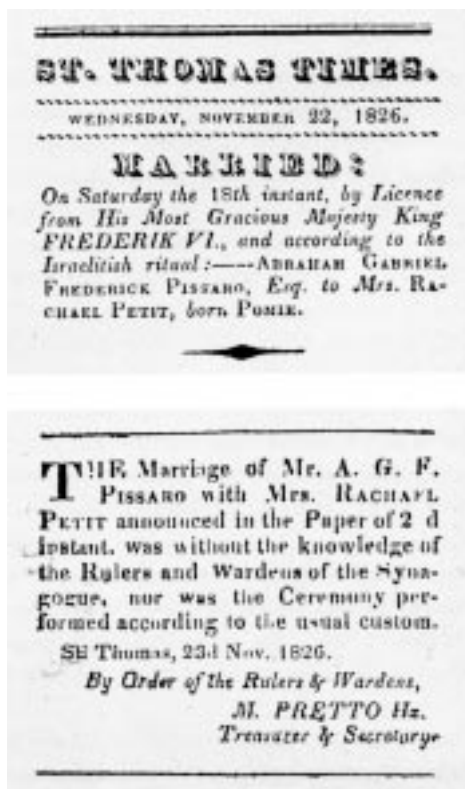 ST. THOMAS TIMES.
WEDNESDAY, NOVEMBER 22, 1826.
MARRIED:
On Saturday the 18th instant, by Licence
from His Most Gracious Majesty King
FREDERIK VI., and according to the
Israelitish ritual:——ABRAHAM GABRIEL
FREDERICK PISSARO, Esq. to Mrs. RA-
CHAEL PETIT, born POMIE.
THE Marriage of Mr. A. G. F.
PISSARO with MRS. RACHAEL
PETIT announced in the Paper of 2 d
instant. was without the knowledge of
the Rulers and Wardens of the Syna-
gogue, nor was the Ceremony per-
formed according to the usual custom.
St Thomas, 23d Nov. 1826.
By Order of the Rulers & Wardens,
M. PRETTO Hz.
Treasurer & Secretary.